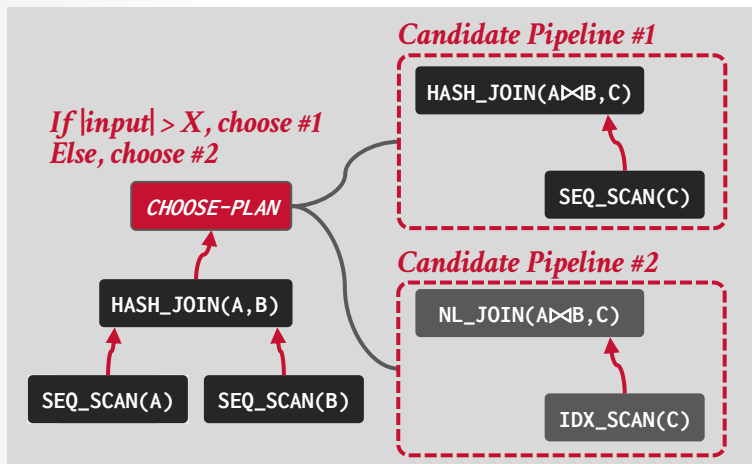 Candidate Pipeline #1
HASH_JOIN(A⨝B,C)
SEQ_SCAN(C)
If |input| > X, choose #1
Else, choose #2
CHOOSE-PLAN
HASH_JOIN(A,B)
SEQ_SCAN(A)
SEQ_SCAN(B)
Candidate Pipeline #2
NL_JOIN(A⨝B,C)
IDX_SCAN(C)